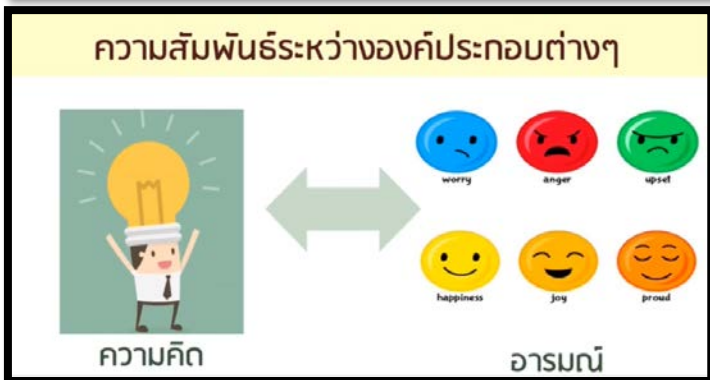 ความสัมพันธ์ระหว่างองค์ประกอบต่างๆ
worry anger upset
happiness joy proud
ความคิด อารมณ์